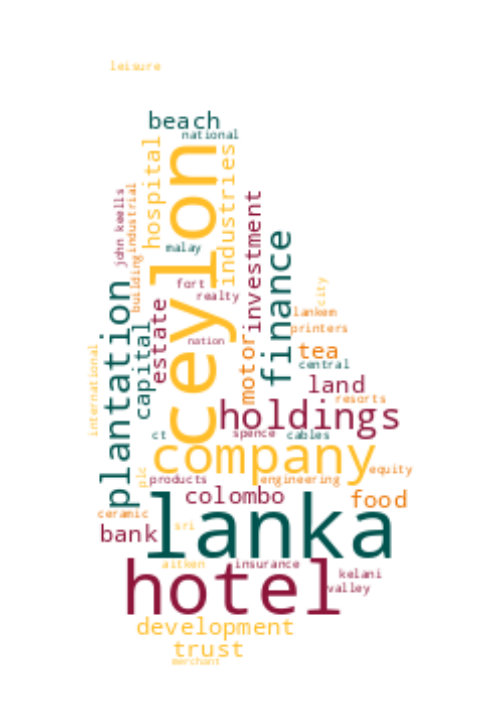 leisure
beach
national
ceylon
hospital
industries
john keells
industrial
building
malay
investment
finance
fort
realty
estate
plantation
capital
nation
motor
city
lankem
printers
tea
central
international
land
resorts
holdings
ct
spence
cables
company
equity
plc
products
engineering
colombo
food
ceramic
lanka
sri
bank
aitken
insurance
hotel
kelani
valley
development
trust
merchant